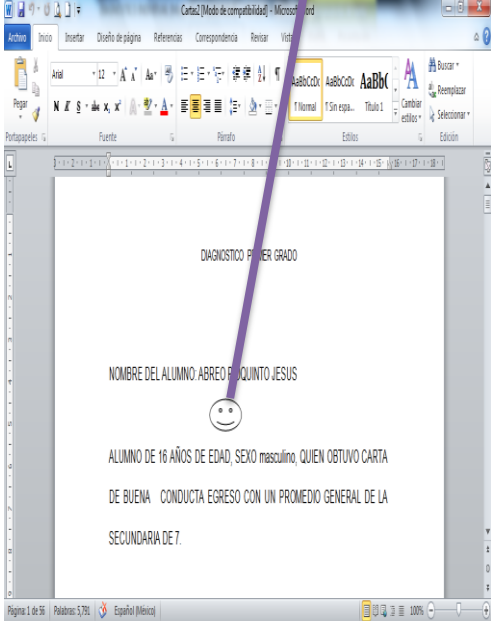 Cartas2 [Modo de compatibilidad] - Microsoft Word
Archivo Inicio Insertar Diseño de página Referencias Correspondencia Revisar
Arial 12 Aa
Pegar
N K S abc x, x² A A
AaBbCcDc AaBbCcDc AaBbC
¶ Normal ¶ Sin espa... Título 1
Cambiar estilos
Buscar
Reemplazar
Seleccionar
Portapapeles Fuente Párrafo Estilos Edición
DIAGNOSTICO GRADO
NOMBRE DEL ALUMNO: ABREO JESUS
ALUMNO DE 16 AÑOS DE EDAD, SEXO masculino, QUIEN OBTUVO CARTA
DE BUENA CONDUCTA EGRESO CON UN PROMEDIO GENERAL DE LA
SECUNDARIA DE 7.
Página: 1 de 56 Palabras: 5,791 Español (México) 100%